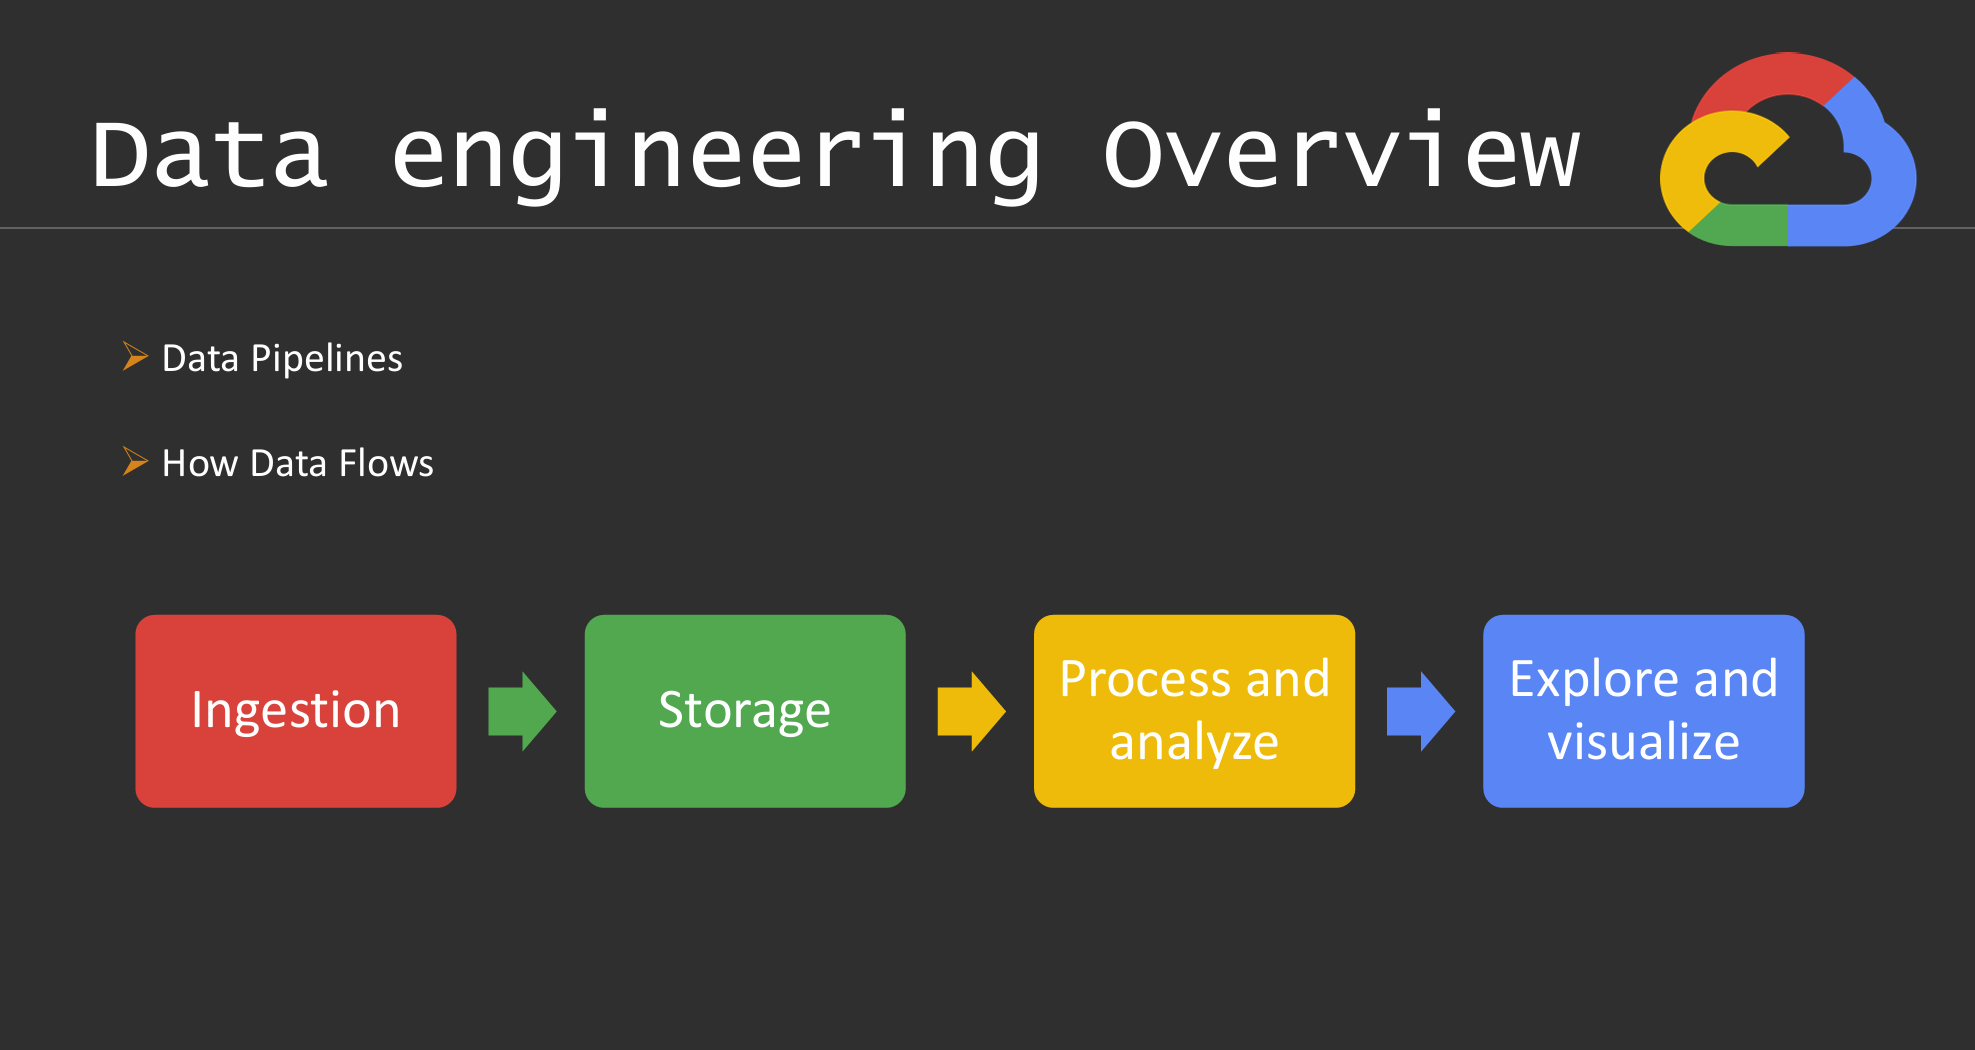 Data engineering Overview
Data Pipelines
How Data Flows
Ingestion
Storage
Process and
analyze
Explore and
visualize